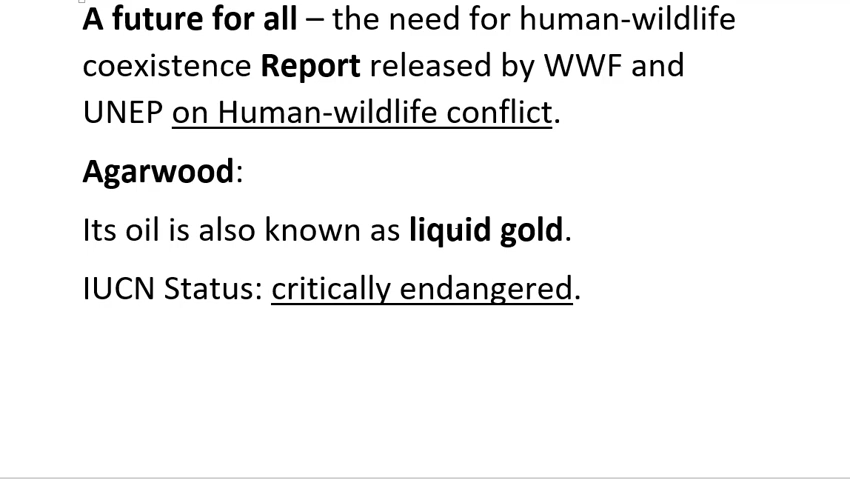 A future for all – the need for human-wildlife
coexistence Report released by WWF and
UNEP on Human-wildlife conflict.
Agarwood:
Its oil is also known as liquid gold.
IUCN Status: critically endangered.